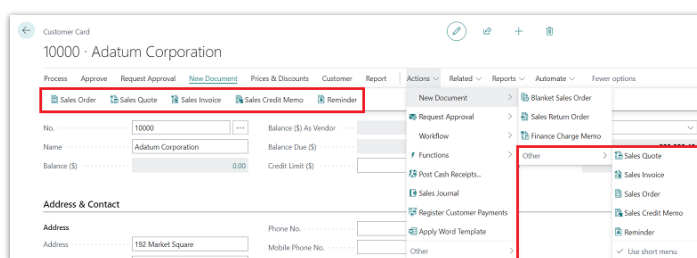 Customer Card
10000 · Adatum Corporation
Process Approve Request Approval New Document Prices & Discounts Customer Report Actions Related Reports Automate Fewer options
Sales Order Sales Quote Sales Invoice Sales Credit Memo Reminder
New Document Blanket Sales Order
Request Approval Sales Return Order
No. 10000 ... Balance ($) As Vendor
Workflow Finance Charge Memo
Name Adatum Corporation Balance Due ($)
Functions Other Sales Quote
Balance ($) 0.00 Credit Limit ($)
Post Cash Receipts... Sales Invoice
Sales Journal Sales Order
Address & Contact
Register Customer Payments Sales Credit Memo
Address Phone No.
Apply Word Template Reminder
Address 192 Market Square Mobile Phone No.
Other Use short menu